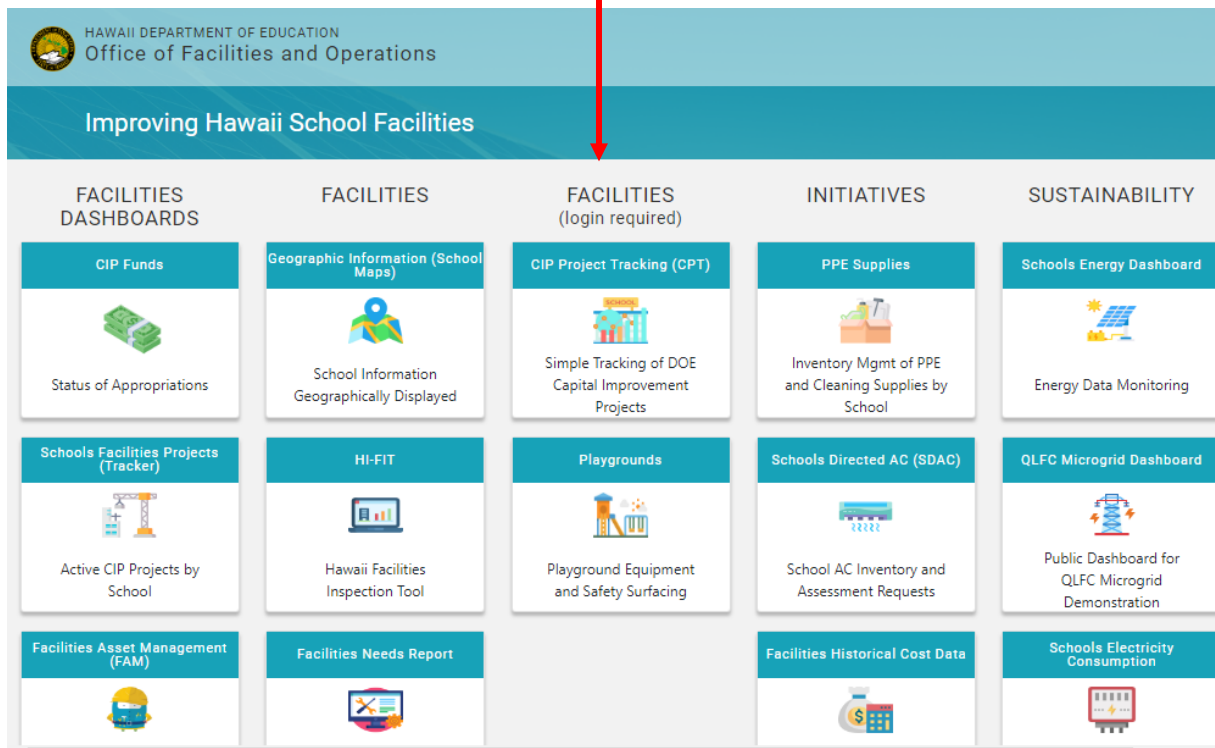 HAWAII DEPARTMENT OF EDUCATION
Office of Facilities and Operations
Improving Hawaii School Facilities
FACILITIES
DASHBOARDS
CIP Funds
Status of Appropriations
Schools Facilities Projects
(Tracker)
Active CIP Projects by
School
Facilities Asset Management
(FAM)
FACILITIES
Geographic Information (School
Maps)
School Information
Geographically Displayed
HI-FIT
Hawaii Facilities
Inspection Tool
Facilities Needs Report
FACILITIES
(login required)
CIP Project Tracking (CPT)
SCHOOL
Simple Tracking of DOE
Capital Improvement
Projects
Playgrounds
Playground Equipment
and Safety Surfacing
INITIATIVES
PPE Supplies
Inventory Mgmt of PPE
and Cleaning Supplies by
School
Schools Directed AC (SDAC)
School AC Inventory and
Assessment Requests
Facilities Historical Cost Data
SUSTAINABILITY
Schools Energy Dashboard
Energy Data Monitoring
QLFC Microgrid Dashboard
Public Dashboard for
QLFC Microgrid
Demonstration
Schools Electricity
Consumption